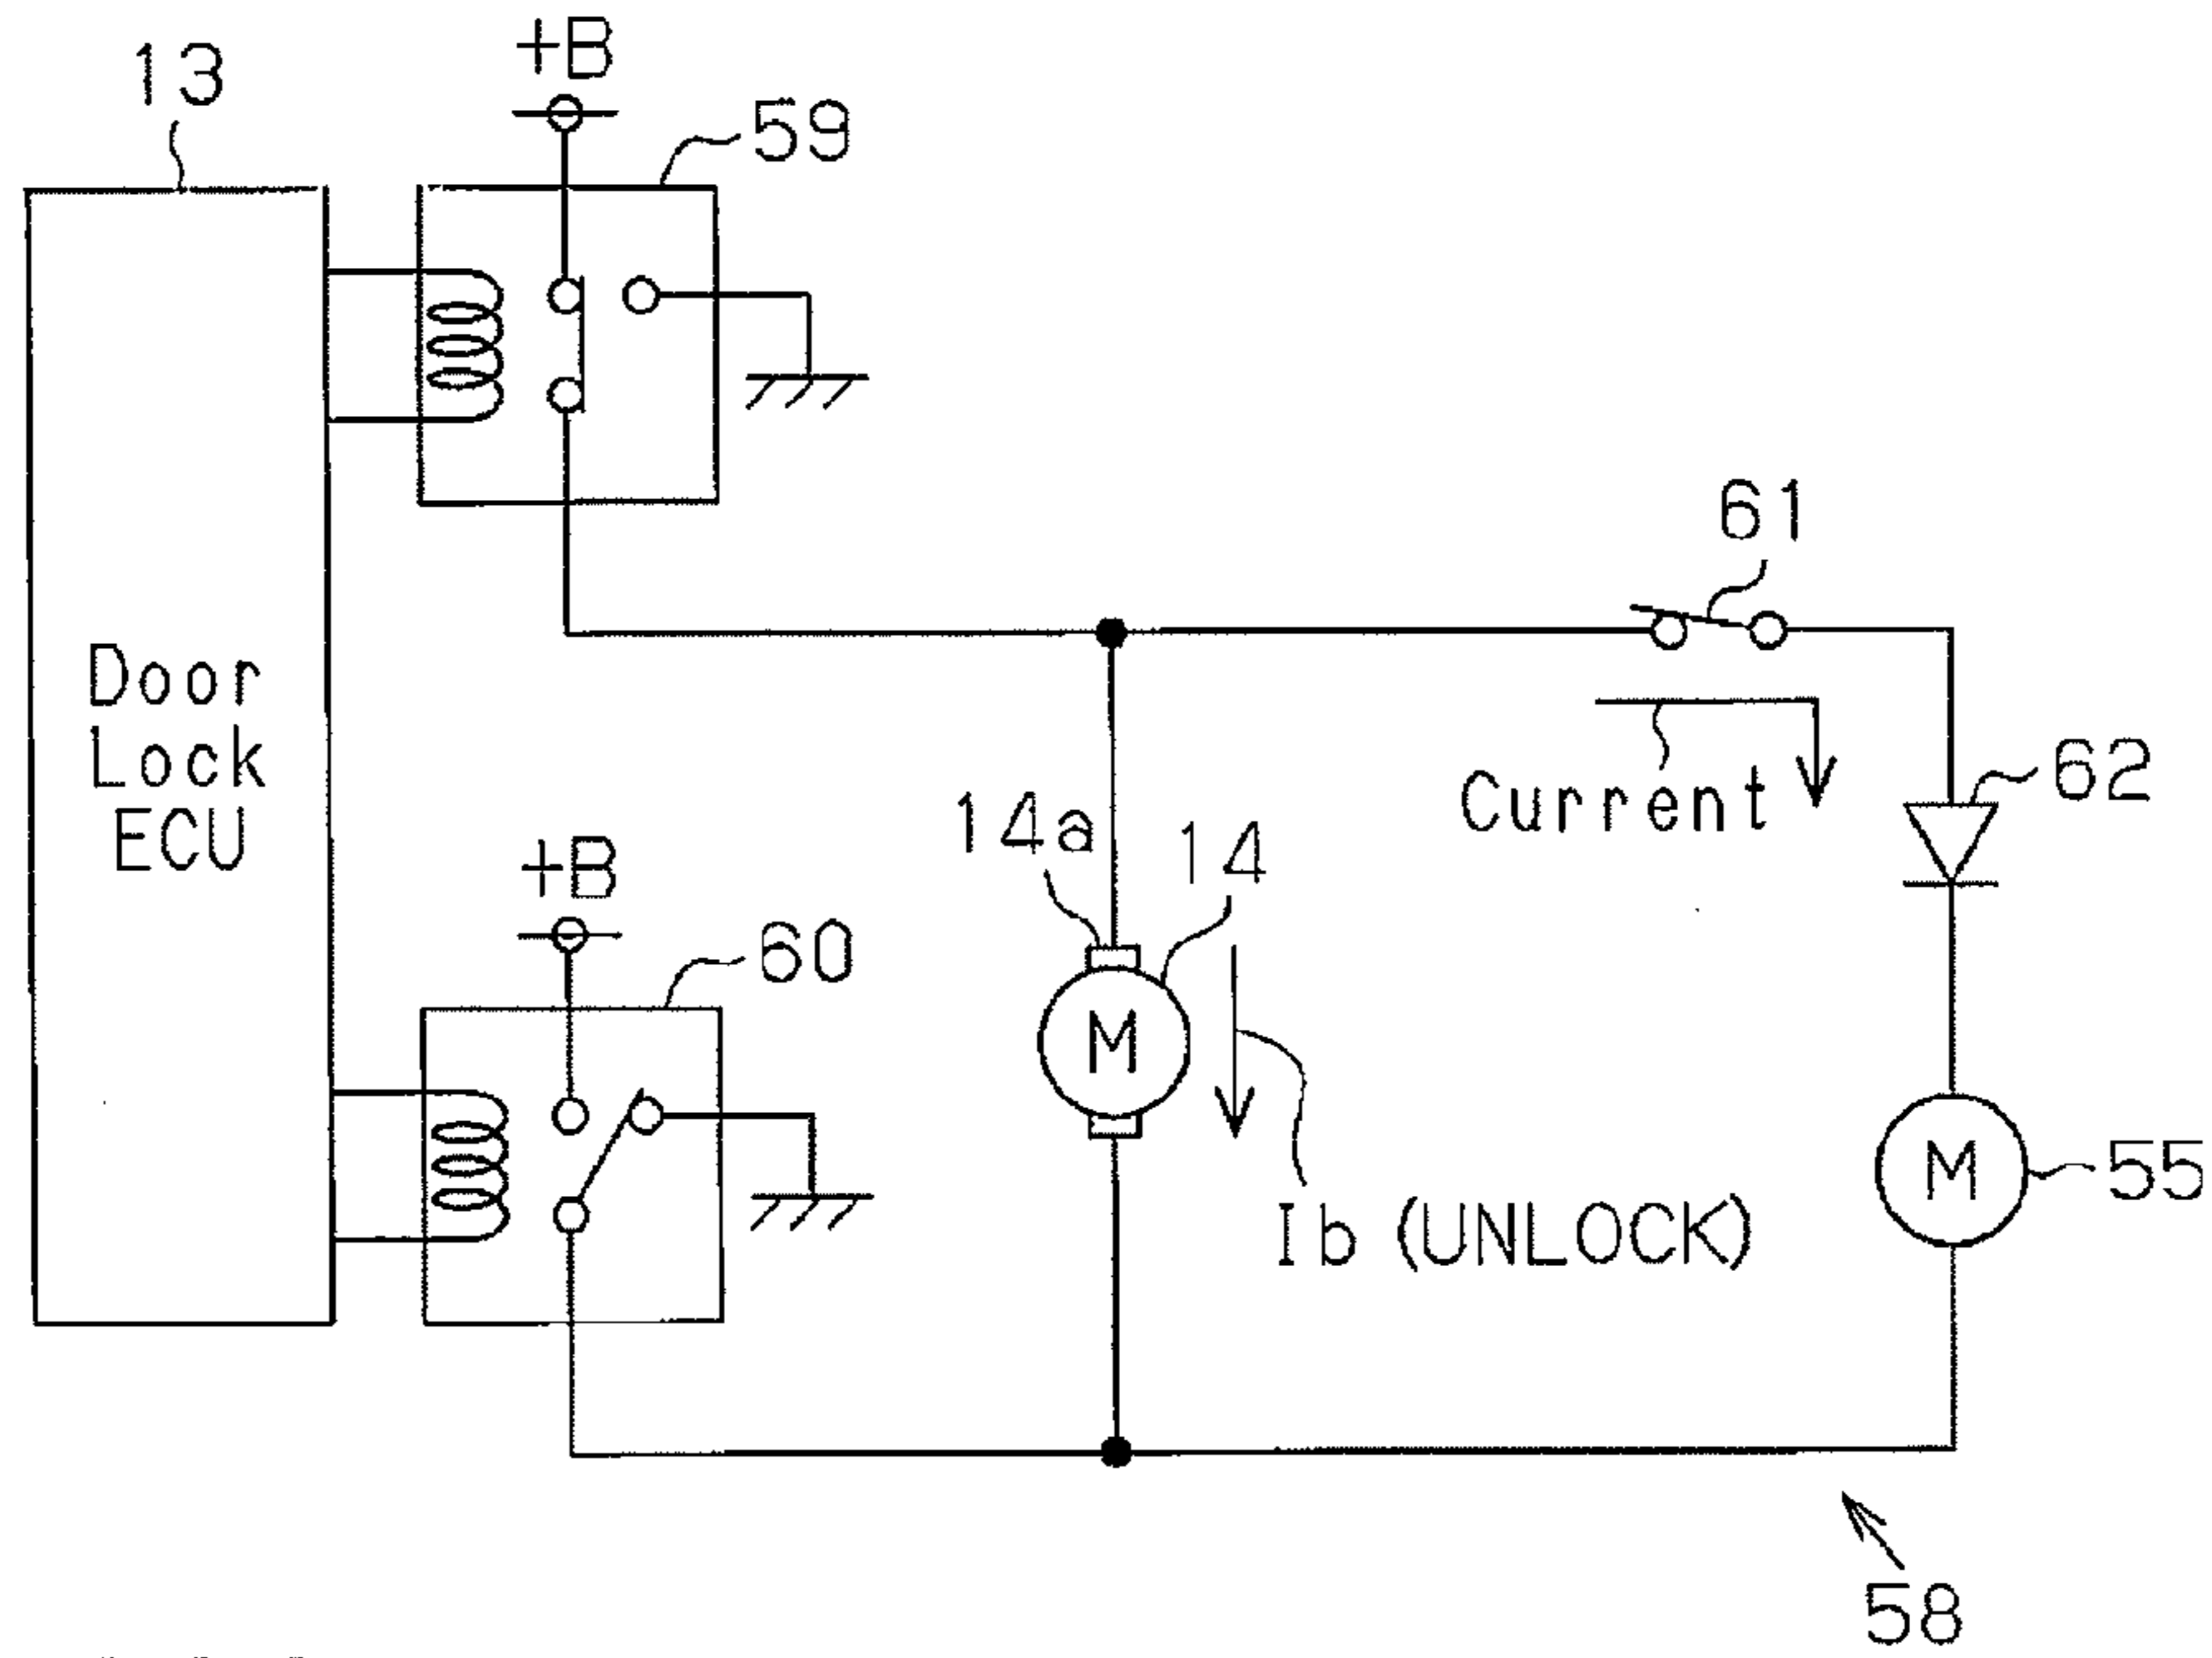 13
+B
59
61
Door
Lock
ECU
62
Current
14a
14
+B
60
M
M
55
Ib (UNLOCK)
58